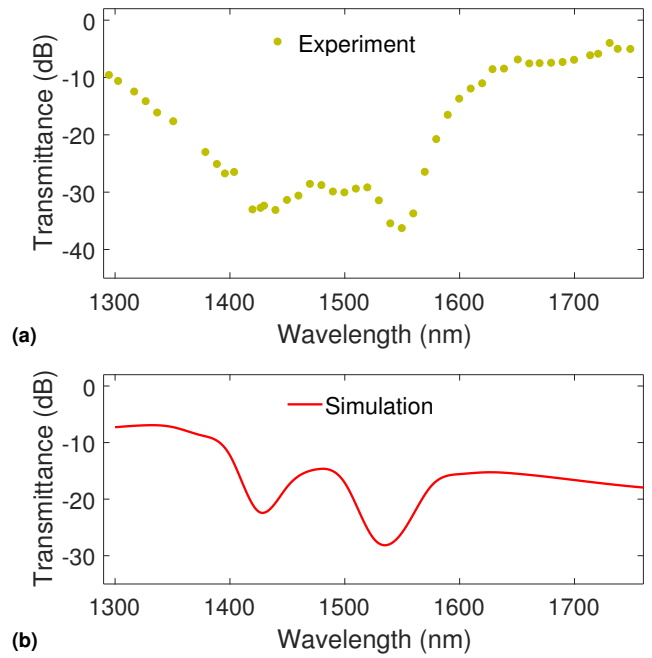 0
-10
-20
-30
-40
Transmittance (dB)
Experiment
1300 1400 1500 1600 1700
Wavelength (nm)
(a)
0
-10
-20
-30
Transmittance (dB)
Simulation
1300 1400 1500 1600 1700
Wavelength (nm)
(b)